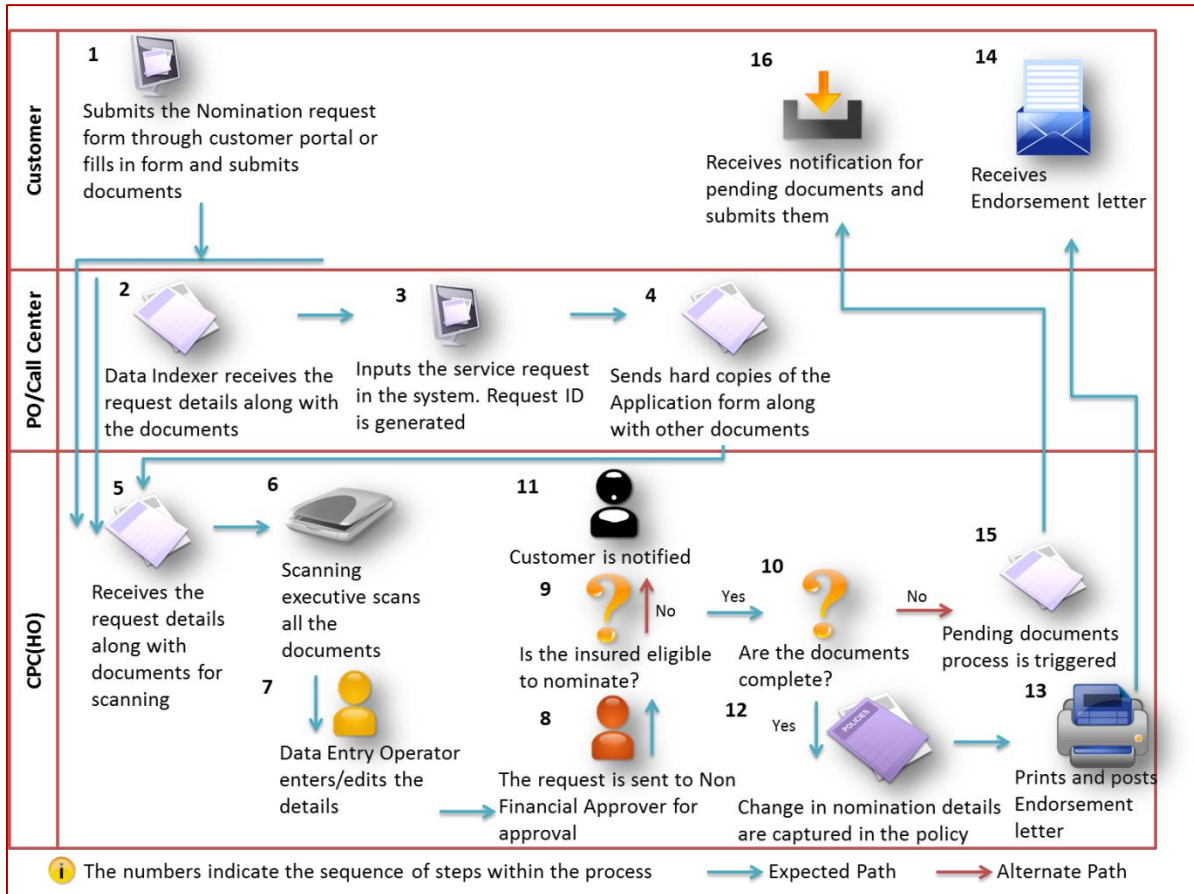 Customer
1
Submits the Nomination request
form through customer portal or
fills in form and submits
documents
16
Receives notification for
pending documents and
submits them
14
Receives
Endorsement letter
PO/Call Center
2
Data Indexer receives the
request details along with
the documents
3
Inputs the service request
in the system. Request ID
is generated
4
Sends hard copies of the
Application form along
with other documents
CPC(HO)
5
Receives the
request details
along with
documents for
scanning
6
Scanning
executive scans
all the
documents
7
Data Entry Operator
enters/edits the
details
8
The request is sent to Non
Financial Approver for
approval
9
Is the insured eligible
to nominate?
No
11
Customer is notified
Yes
10
Are the documents
complete?
No
15
Pending documents
process is triggered
Yes
12
POLICIES
Change in nomination details
are captured in the policy
13
Prints and posts
Endorsement
letter
i
The numbers indicate the sequence of steps within the process
Expected Path
Alternate Path